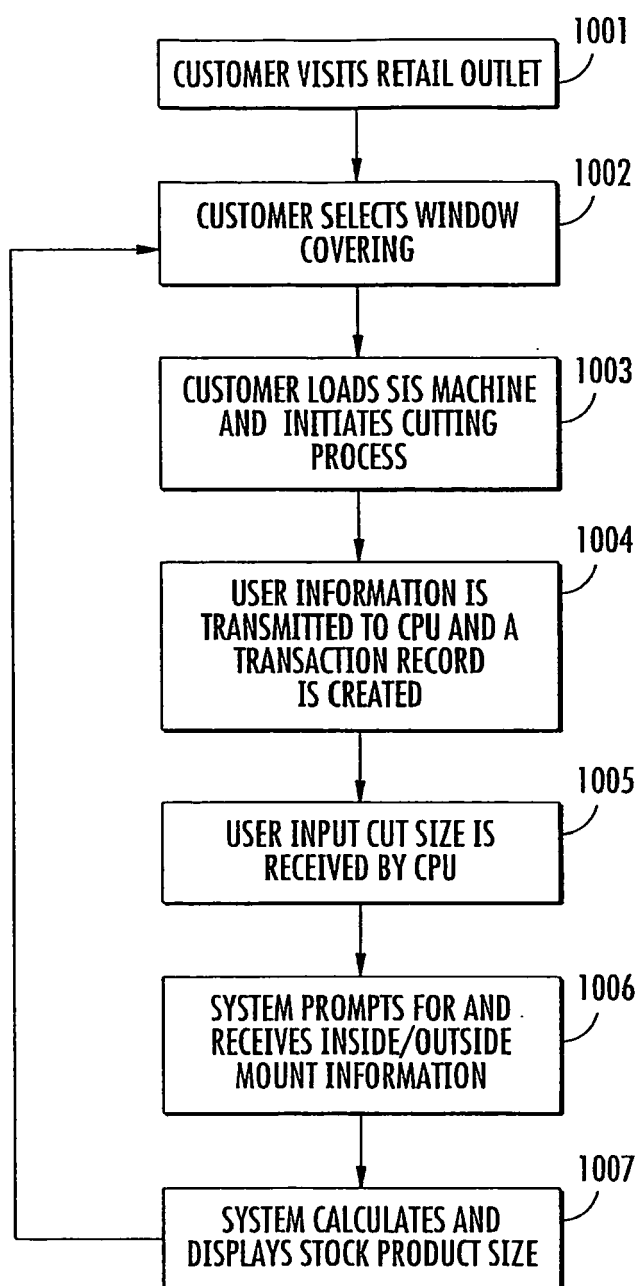 1001
CUSTOMER VISITS RETAIL OUTLET
1002
CUSTOMER SELECTS WINDOW
COVERING
1003
CUSTOMER LOADS SIS MACHINE
AND INITIATES CUTTING
PROCESS
1004
USER INFORMATION IS
TRANSMITTED TO CPU AND A
TRANSACTION RECORD
IS CREATED
1005
USER INPUT CUT SIZE IS
RECEIVED BY CPU
1006
SYSTEM PROMPTS FOR AND
RECEIVES INSIDE/OUTSIDE
MOUNT INFORMATION
1007
SYSTEM CALCULATES AND
DISPLAYS STOCK PRODUCT SIZE